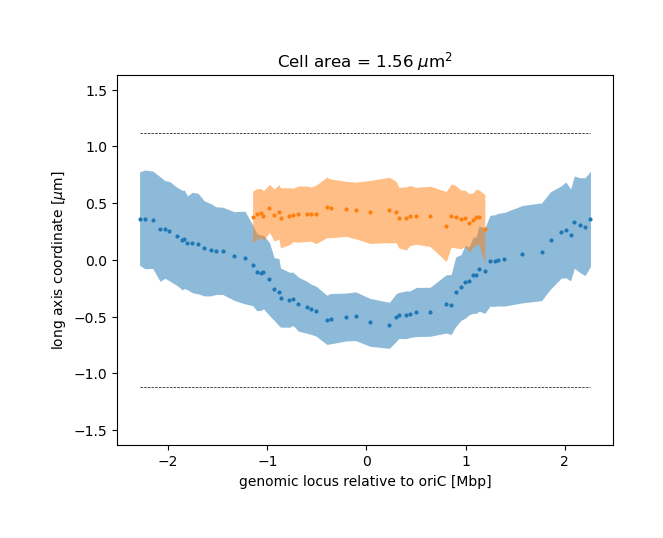 Cell area = 1.56 μm²
1.5
1.0
0.5
0.0
−0.5
−1.0
−1.5
long axis coordinate [μm]
−2 −1 0 1 2
genomic locus relative to oriC [Mbp]